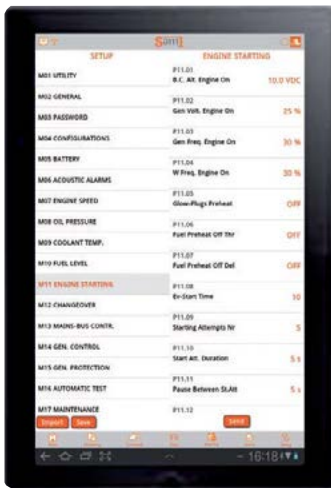 SETUP
ENGINE STARTING
M01 UTILITY
M02 GENERAL
M03 PASSWORD
M04 CONFIGURATIONS
M05 BATTERY
M06 ACOUSTIC ALARMS
M07 ENGINE SPEED
M08 OIL PRESSURE
M09 COOLANT TEMP.
M10 FUEL LEVEL
M11 ENGINE STARTING
M12 CHANGEOVER
M13 MAINS-BUS CONTR.
M14 GEN. CONTROL
M15 GEN. PROTECTION
M16 AUTOMATIC TEST
M17 MAINTENANCE
P11.01
B.C. Alt. Engine On 10.0 VDC
P11.02
Gen Volt. Engine On 25 %
P11.03
Gen Freq. Engine On 30 %
P11.04
W Freq. Engine On 30 %
P11.05
Glow-Plugs Preheat OFF
P11.06
Fuel Preheat Off Thr OFF
P11.07
Fuel Preheat Off Del OFF
P11.08
Ev-Start Time 10
P11.09
Starting Attempts Nr 5
P11.10
Start Att. Duration 5 s
P11.11
Pause Between St.Att 5 s
P11.12
Import Save Send
16:18